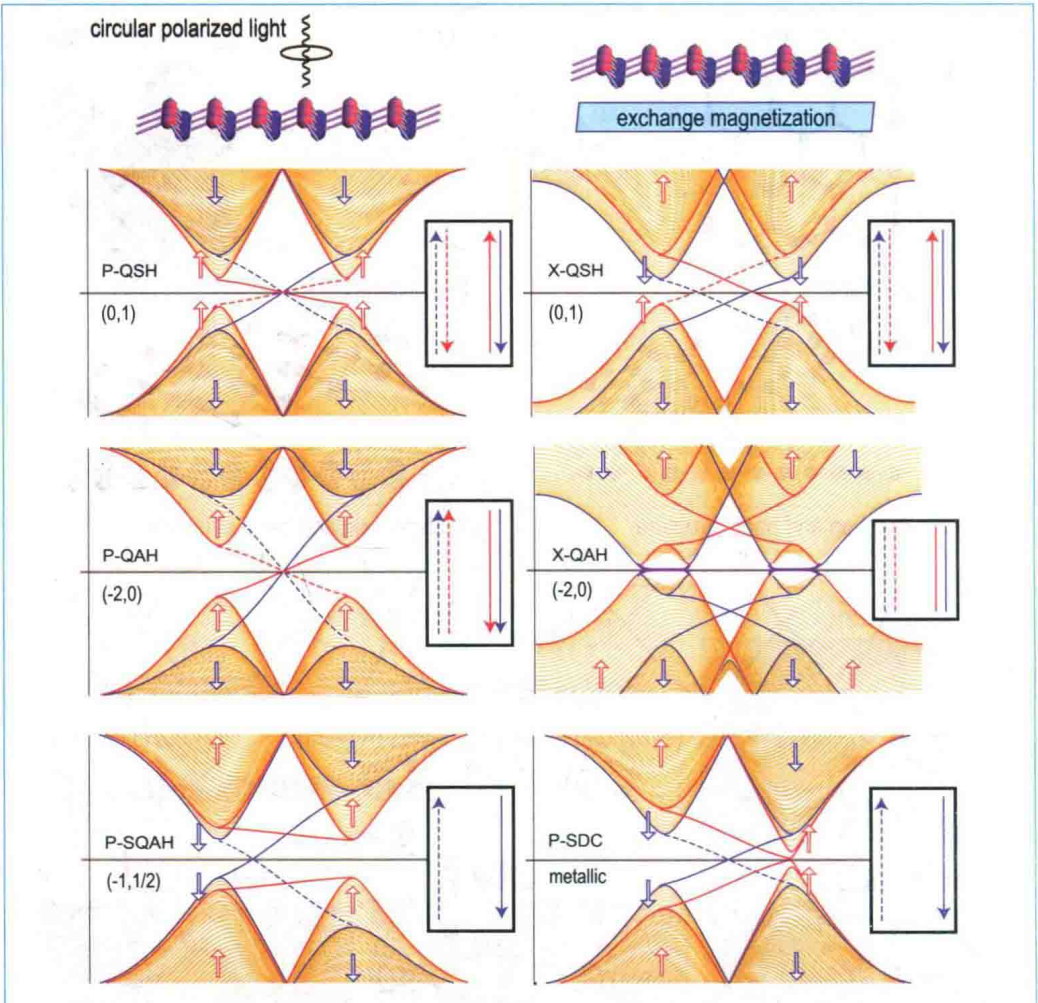 circular polarized light
exchange magnetization
P-QSH
(0,1)
X-QSH
(0,1)
P-QAH
(-2,0)
X-QAH
(-2,0)
P-SQAH
(-1,1/2)
P-SDC
metallic